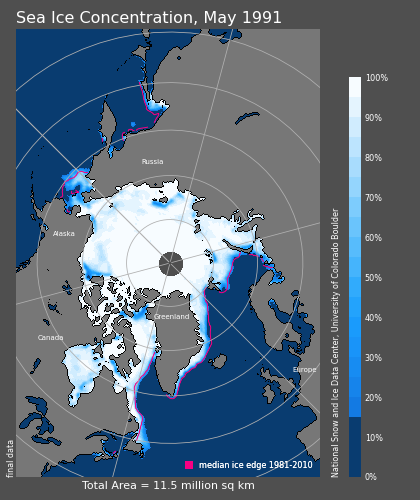 Sea Ice Concentration, May 1991
100%
90%
80%
70%
60%
50%
40%
30%
20%
10%
0%
Russia
Alaska
Greenland
Canada
Europe
National Snow and Ice Data Center, University of Colorado Boulder
final data
median ice edge 1981-2010
Total Area = 11.5 million sq km